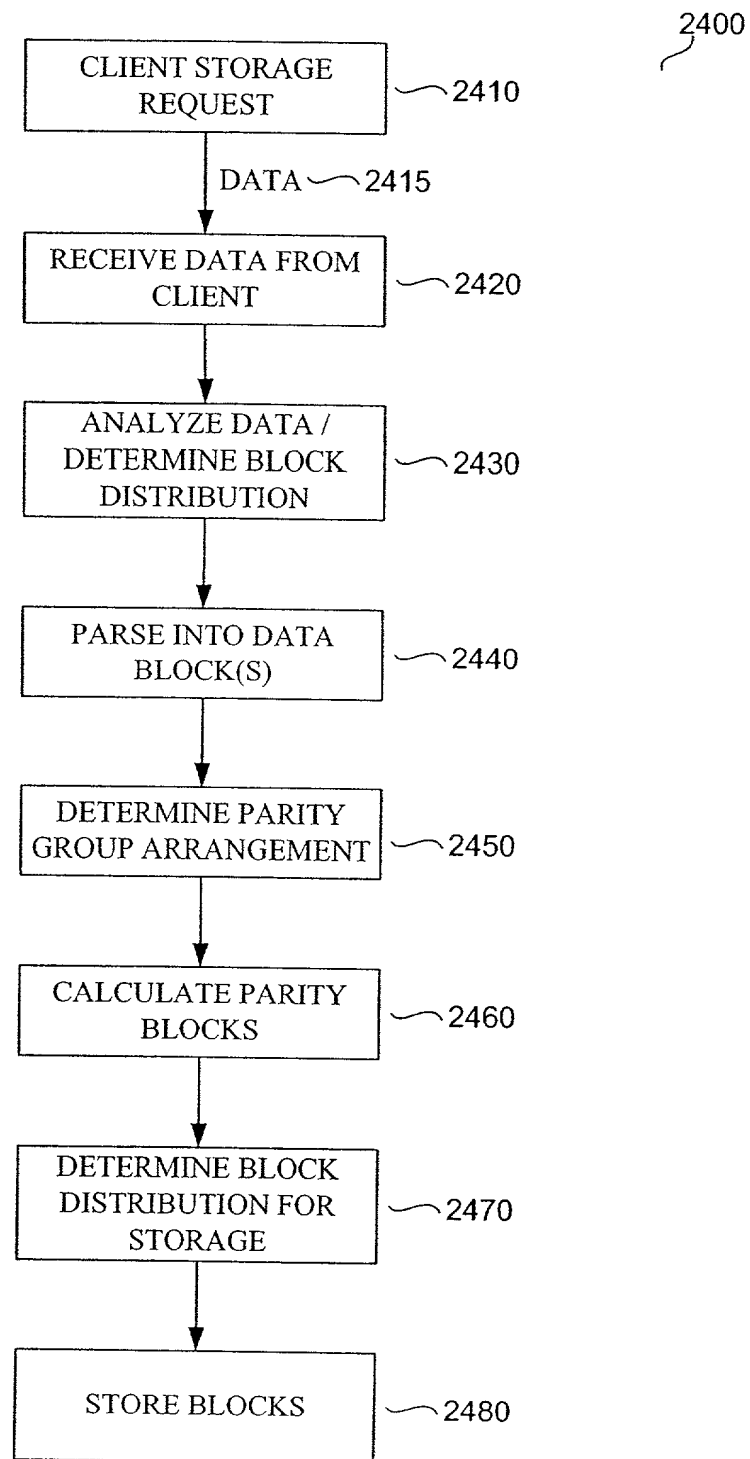 2400
CLIENT STORAGE
REQUEST
2410
DATA 2415
RECEIVE DATA FROM
CLIENT
2420
ANALYZE DATA /
DETERMINE BLOCK
DISTRIBUTION
2430
PARSE INTO DATA
BLOCK(S)
2440
DETERMINE PARITY
GROUP ARRANGEMENT
2450
CALCULATE PARITY
BLOCKS
2460
DETERMINE BLOCK
DISTRIBUTION FOR
STORAGE
2470
STORE BLOCKS
2480